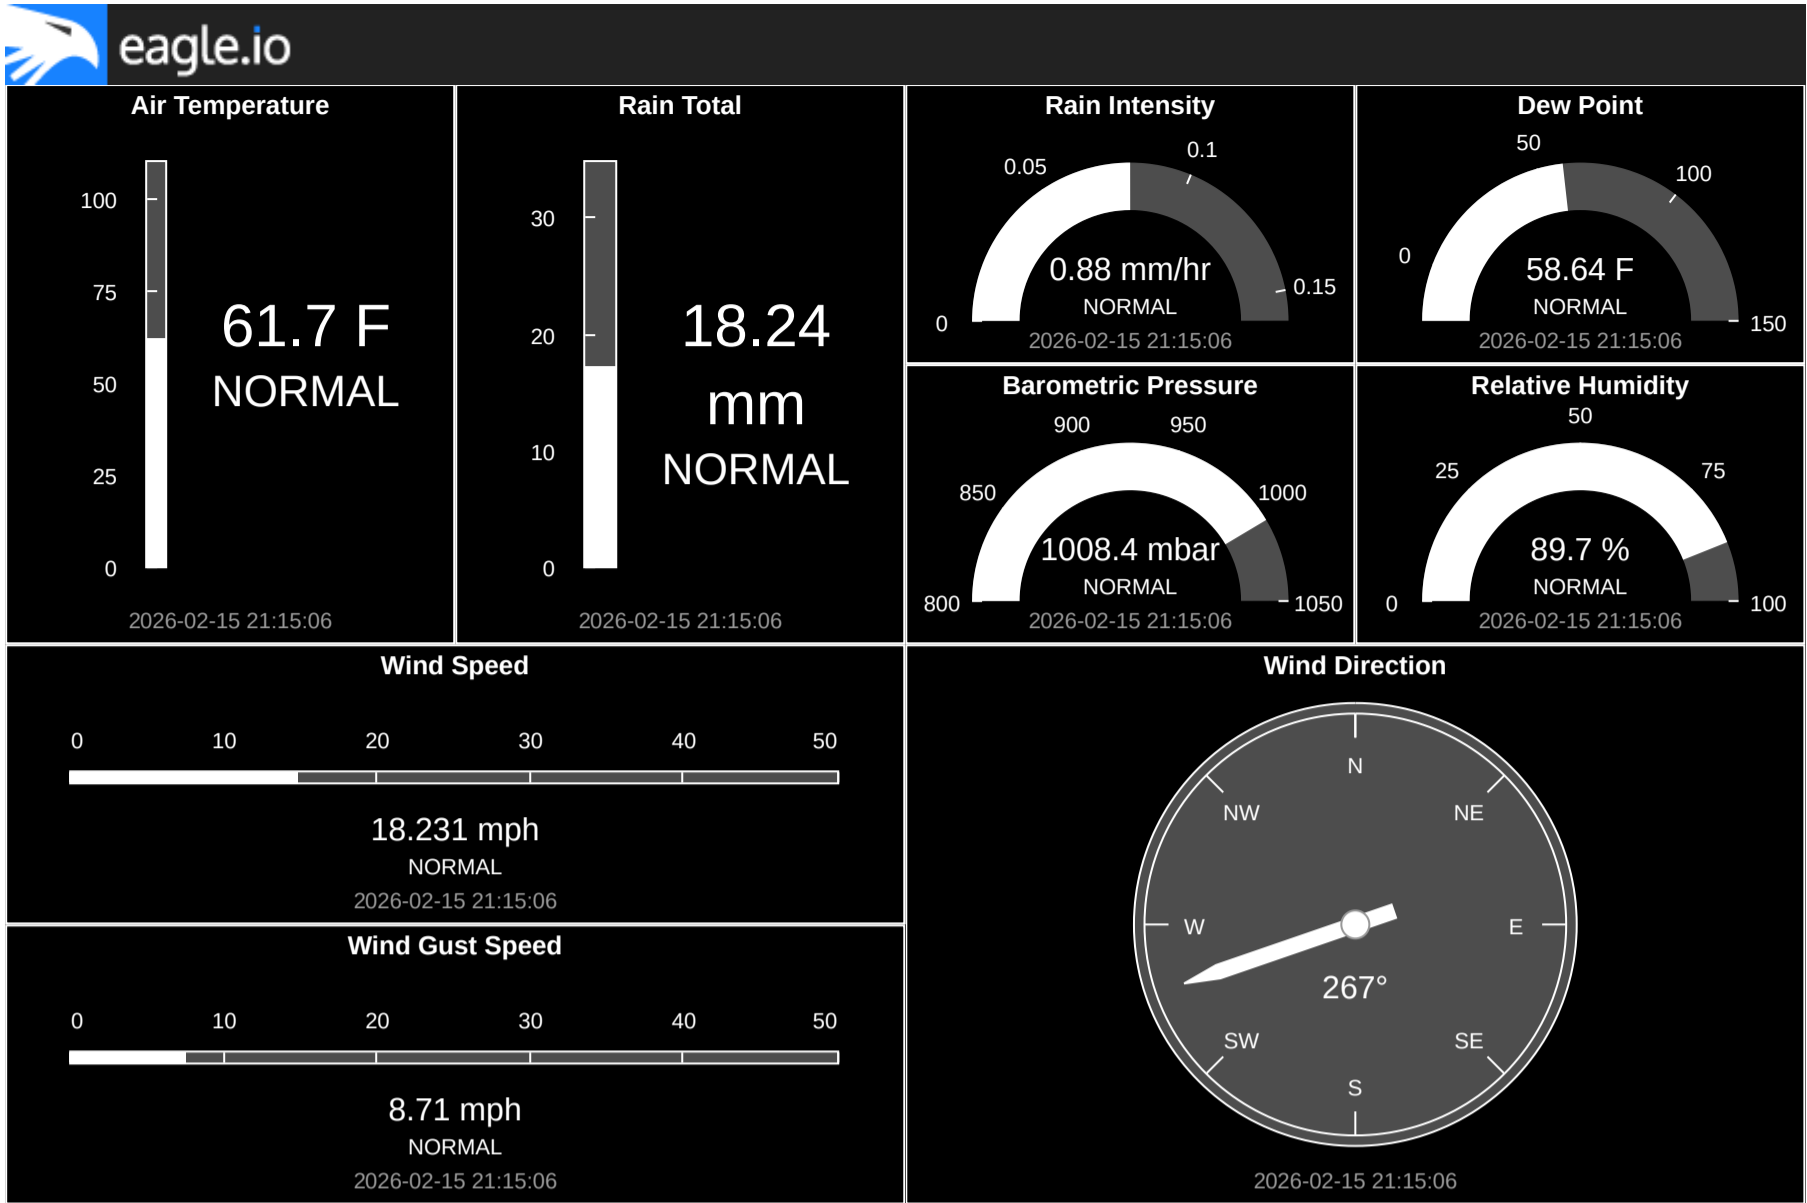 eagle.io
Air Temperature
100
75
50
25
0
61.7 F
NORMAL
2026-02-15 21:15:06
Rain Total
30
20
10
0
18.24
mm
NORMAL
2026-02-15 21:15:06
Rain Intensity
0
0.05
0.1
0.15
0.88 mm/hr
NORMAL
2026-02-15 21:15:06
Dew Point
0
50
100
150
58.64 F
NORMAL
2026-02-15 21:15:06
Barometric Pressure
800
850
900
950
1000
1050
1008.4 mbar
NORMAL
2026-02-15 21:15:06
Relative Humidity
0
25
50
75
100
89.7 %
NORMAL
2026-02-15 21:15:06
Wind Speed
0 10 20 30 40 50
18.231 mph
NORMAL
2026-02-15 21:15:06
Wind Gust Speed
0 10 20 30 40 50
8.71 mph
NORMAL
2026-02-15 21:15:06
Wind Direction
N
NW NE
W E
267°
SW SE
S
2026-02-15 21:15:06